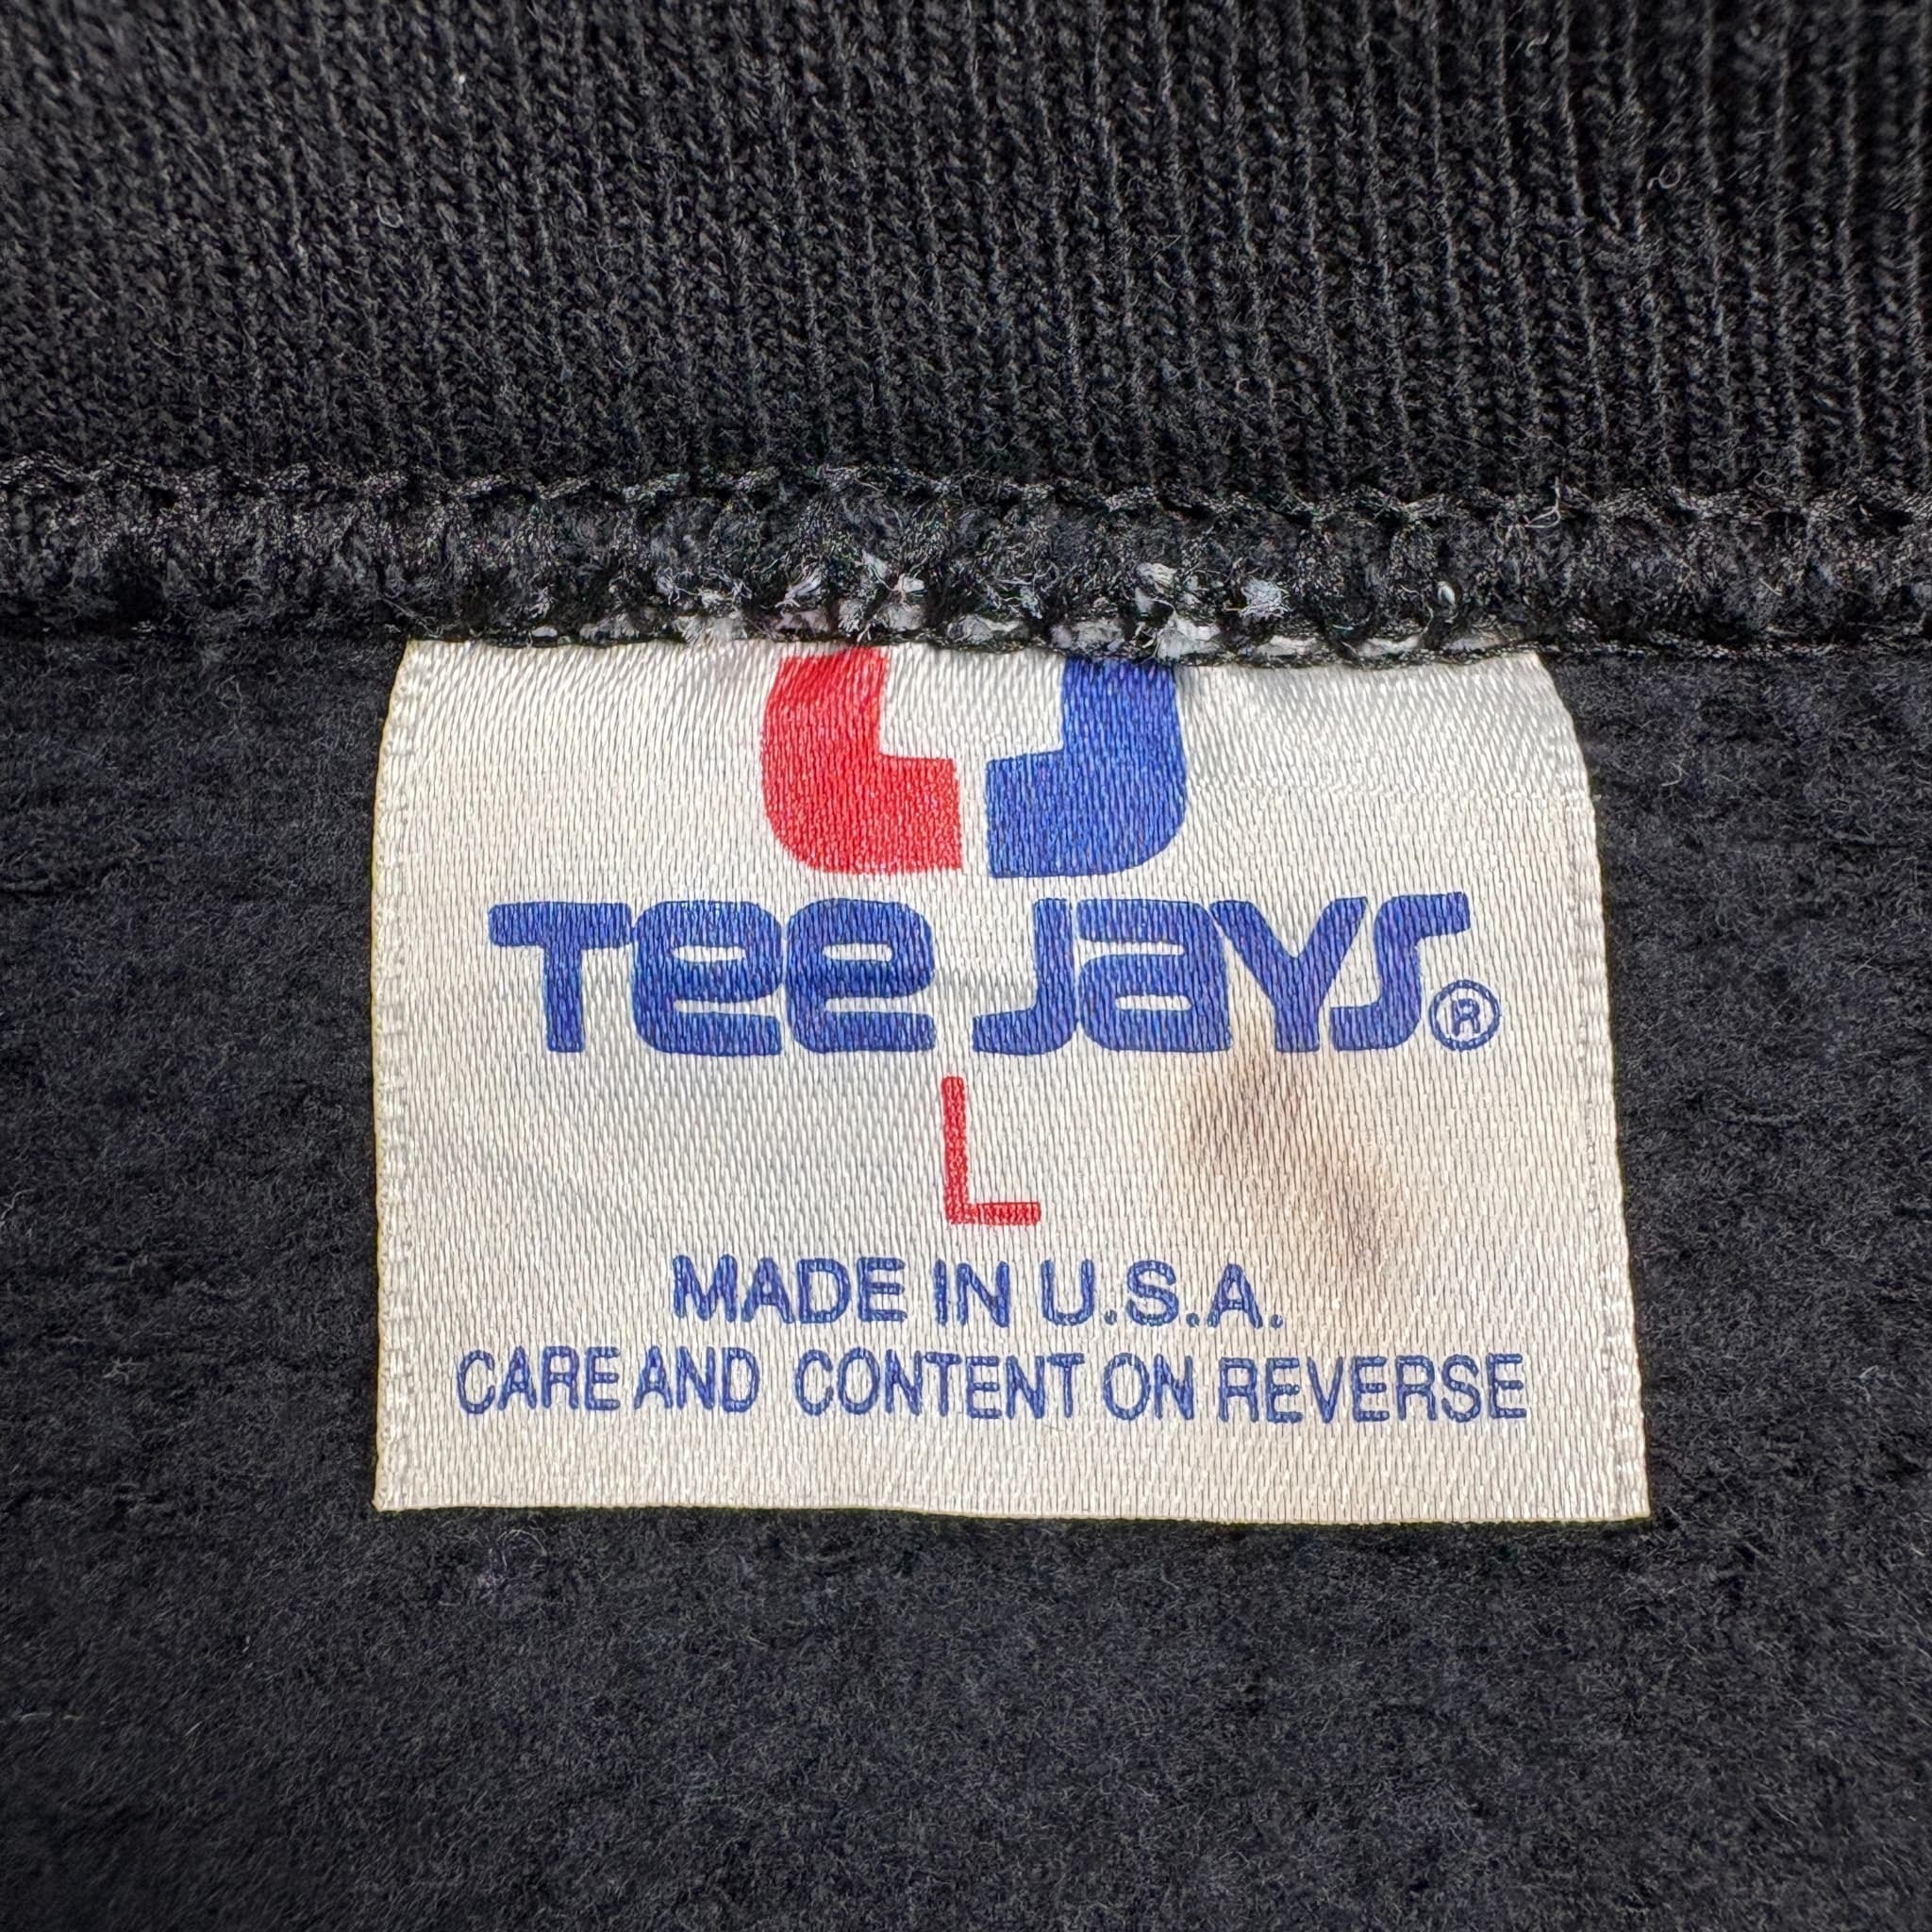 Tee Jays®
L
MADE IN U.S.A.
CARE AND CONTENT ON REVERSE